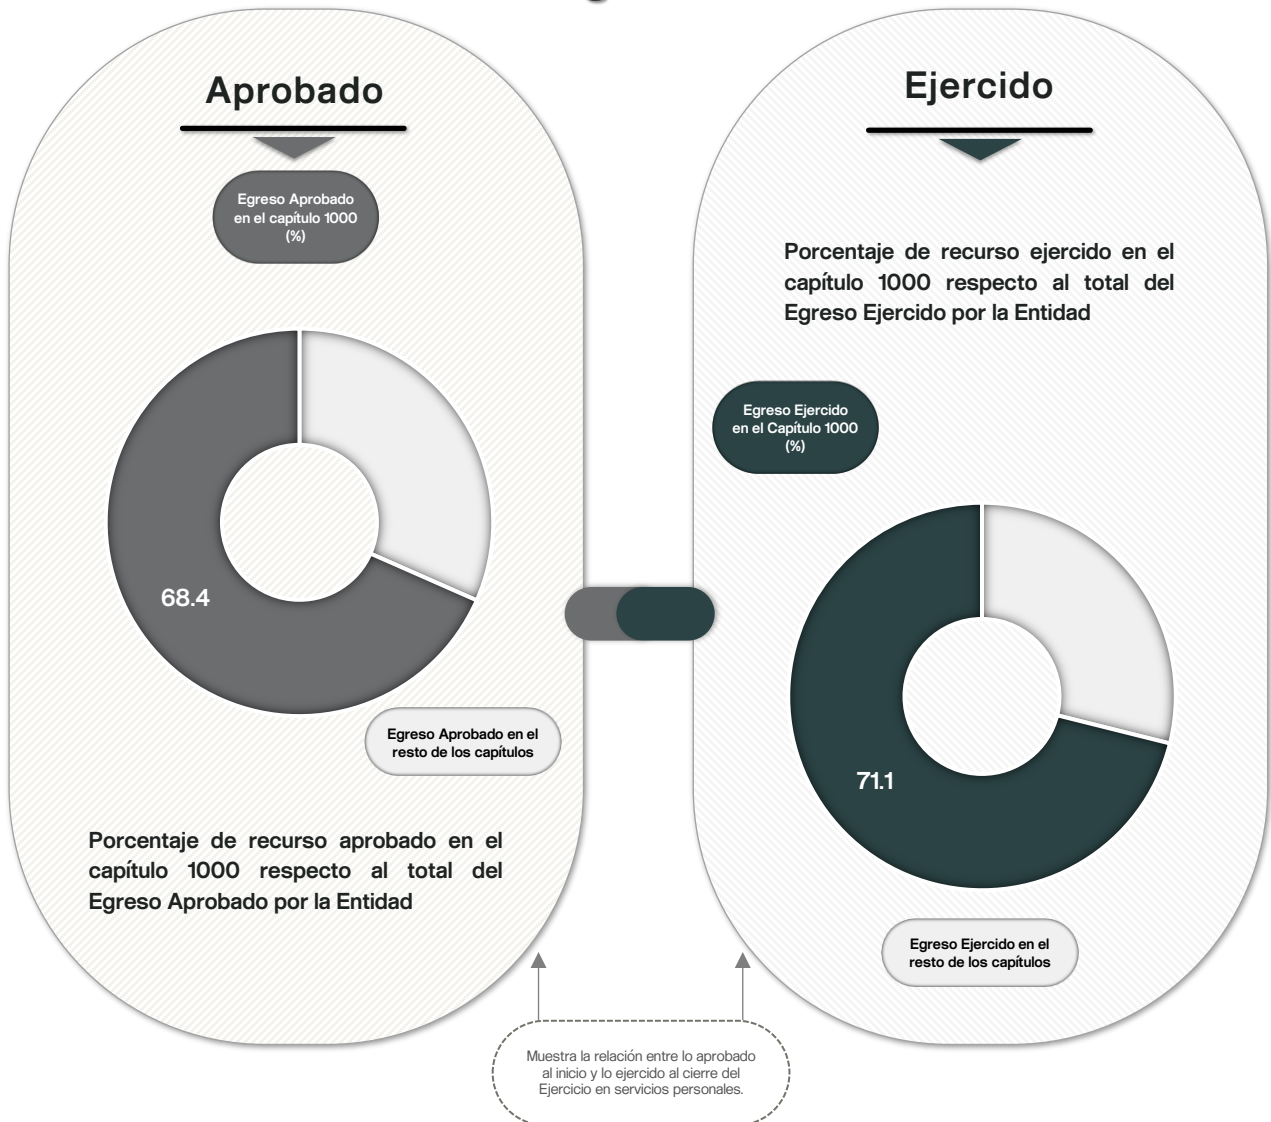 Aprobado
Egreso Aprobado
en el capítulo 1000
(%)
68.4
Egreso Aprobado en el
resto de los capítulos
Porcentaje de recurso aprobado en el
capítulo 1000 respecto al total del
Egreso Aprobado por la Entidad
Ejercido
Porcentaje de recurso ejercido en el
capítulo 1000 respecto al total del
Egreso Ejercido por la Entidad
Egreso Ejercido
en el Capítulo 1000
(%)
71.1
Egreso Ejercido en el
resto de los capítulos
Muestra la relación entre lo aprobado
al inicio y lo ejercido al cierre del
Ejercicio en servicios personales.